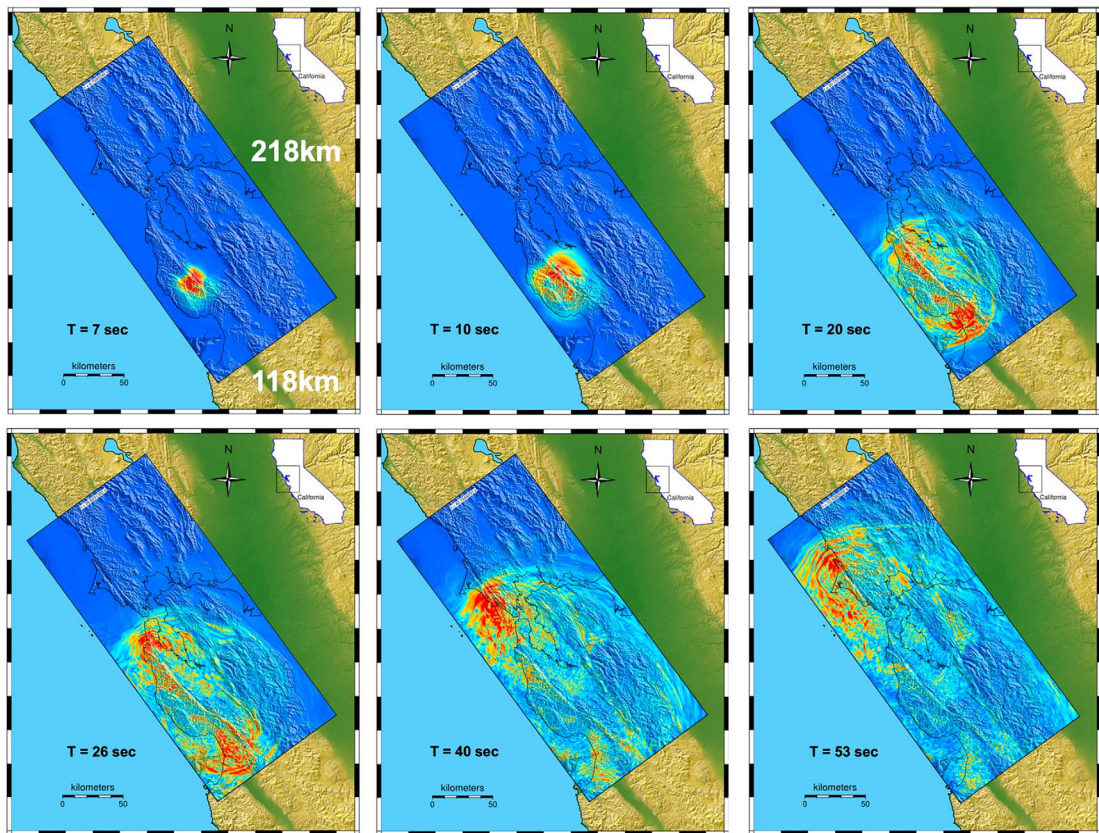 N
California
218km
T = 7 sec
kilometers
0 50
118km
N
California
T = 10 sec
kilometers
0 50
N
California
T = 20 sec
kilometers
0 50
N
California
T = 26 sec
kilometers
0 50
N
California
T = 40 sec
kilometers
0 50
N
California
T = 53 sec
kilometers
0 50